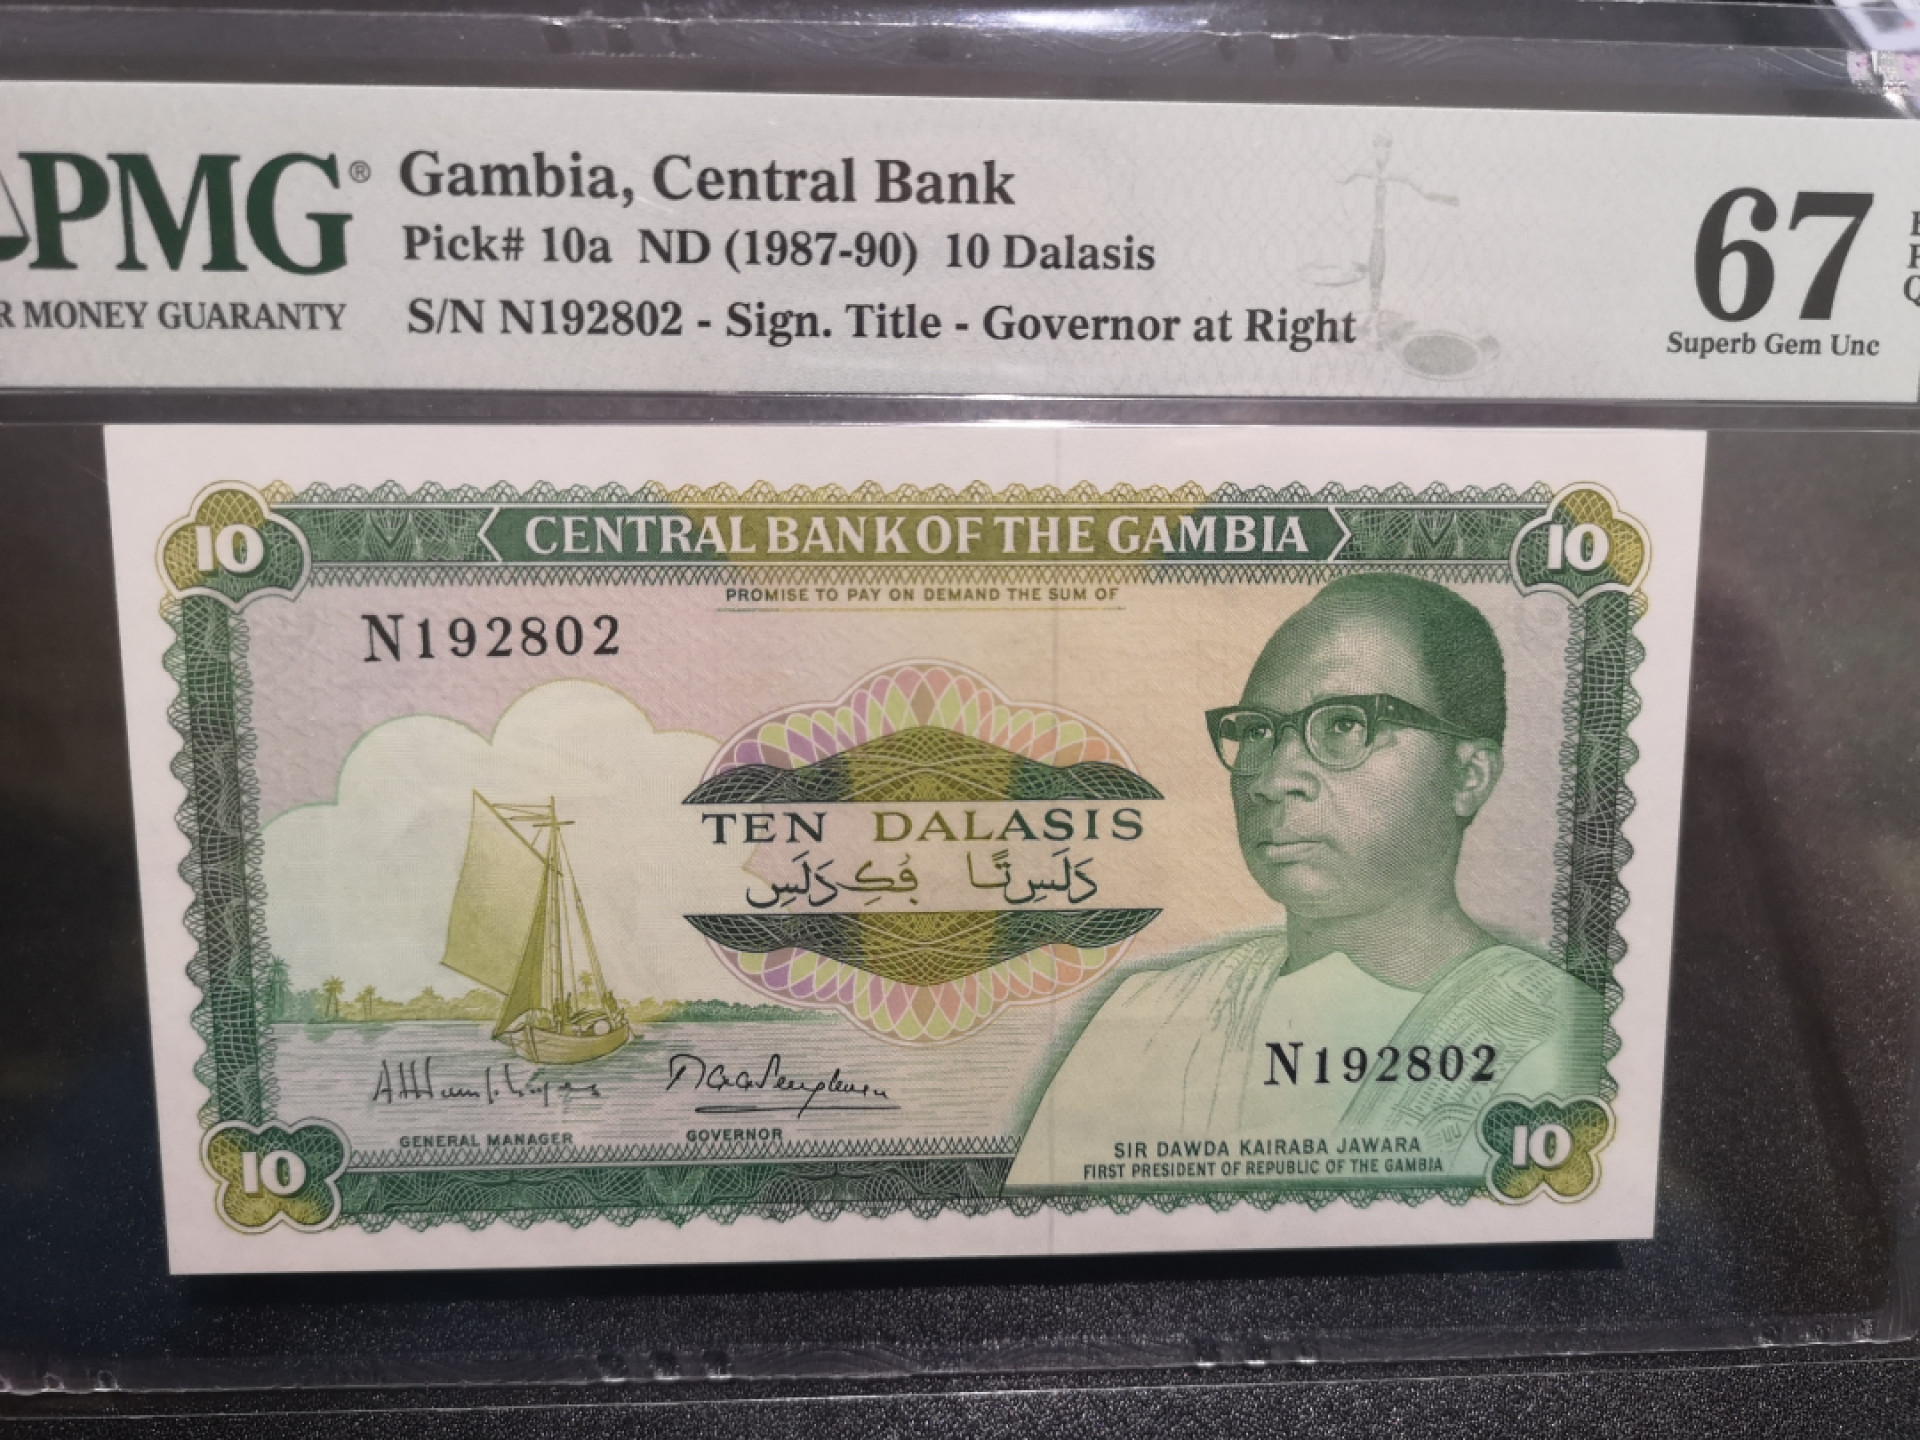 PMG®
R MONEY GUARANTY
Gambia, Central Bank
Pick# 10a ND (1987-90) 10 Dalasis
S/N N192802 - Sign. Title - Governor at Right
67
Superb Gem Unc
10
CENTRAL BANK OF THE GAMBIA
10
PROMISE TO PAY ON DEMAND THE SUM OF
N192802
TEN DALASIS
GENERAL MANAGER
GOVERNOR
N192802
SIR DAWDA KAIRABA JAWARA
FIRST PRESIDENT OF REPUBLIC OF THE GAMBIA
10
10